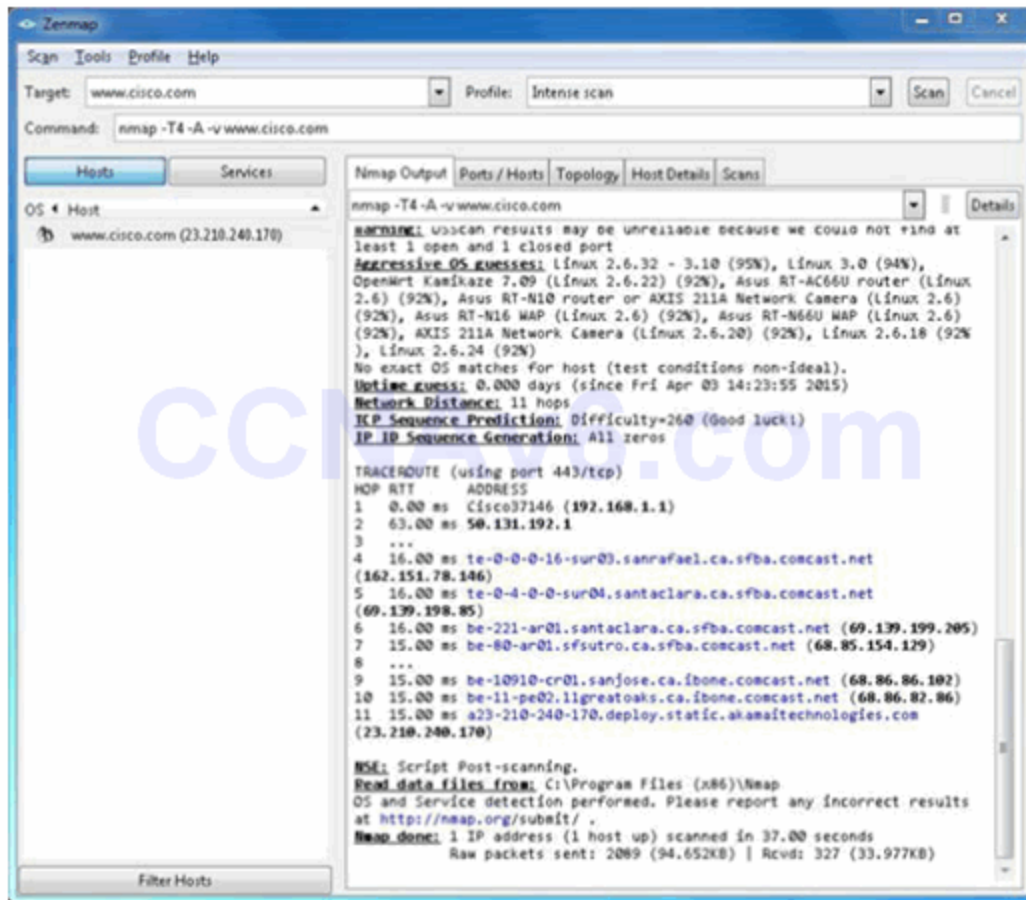 Zenmap
Scan Tools Profile Help
Target: www.cisco.com Profile: Intense scan Scan Cancel
Command: nmap -T4 -A -v www.cisco.com
Hosts Services
Nmap Output Ports / Hosts Topology Host Details Scans
OS Host
nmap -T4 -A -v www.cisco.com Details
www.cisco.com (23.210.240.170)
warning: OSScan results may be unreliable because we could not find at
least 1 open and 1 closed port
Aggressive OS guesses: Linux 2.6.32 - 3.10 (95%), Linux 3.0 (94%),
OpenWrt Kamikaze 7.09 (Linux 2.6.22) (92%), Asus RT-AC66U router (Linux
2.6) (92%), Asus RT-N10 router or AXIS 211A Network Camera (Linux 2.6)
(92%), Asus RT-N16 WAP (Linux 2.6) (92%), Asus RT-N66U WAP (Linux 2.6)
(92%), AXIS 211A Network Camera (Linux 2.6.20) (92%), Linux 2.6.18 (92%
), Linux 2.6.24 (92%)
No exact OS matches for host (test conditions non-ideal).
Uptime guess: 0.000 days (since Fri Apr 03 14:23:55 2015)
Network Distance: 11 hops
TCP Sequence Prediction: Difficulty=260 (Good luck!)
IP ID Sequence Generation: All zeros
CCNAv6.com
TRACEROUTE (using port 443/tcp)
HOP RTT ADDRESS
1 0.00 ms Cisco37146 (192.168.1.1)
2 63.00 ms 50.131.192.1
3 ...
4 16.00 ms te-0-0-0-16-sur03.sanrafael.ca.sfba.comcast.net
(162.151.78.146)
5 16.00 ms te-0-4-0-0-sur04.santaclara.ca.sfba.comcast.net
(69.139.198.85)
6 16.00 ms be-221-ar01.santaclara.ca.sfba.comcast.net (69.139.199.205)
7 15.00 ms be-80-ar01.sfsutro.ca.sfba.comcast.net (68.85.154.129)
8 ...
9 15.00 ms be-10910-cr01.sanjose.ca.ibone.comcast.net (68.86.86.102)
10 15.00 ms be-11-pe02.11greatoaks.ca.ibone.comcast.net (68.86.82.86)
11 15.00 ms a23-210-240-170.deploy.static.akamaitechnologies.com
(23.210.240.170)
NSE: Script Post-scanning.
Read data files from: C:\Program Files (x86)\Nmap
OS and Service detection performed. Please report any incorrect results
at http://nmap.org/submit/ .
Nmap done: 1 IP address (1 host up) scanned in 37.00 seconds
Raw packets sent: 2089 (94.652KB) | Rcvd: 327 (33.977KB)
Filter Hosts